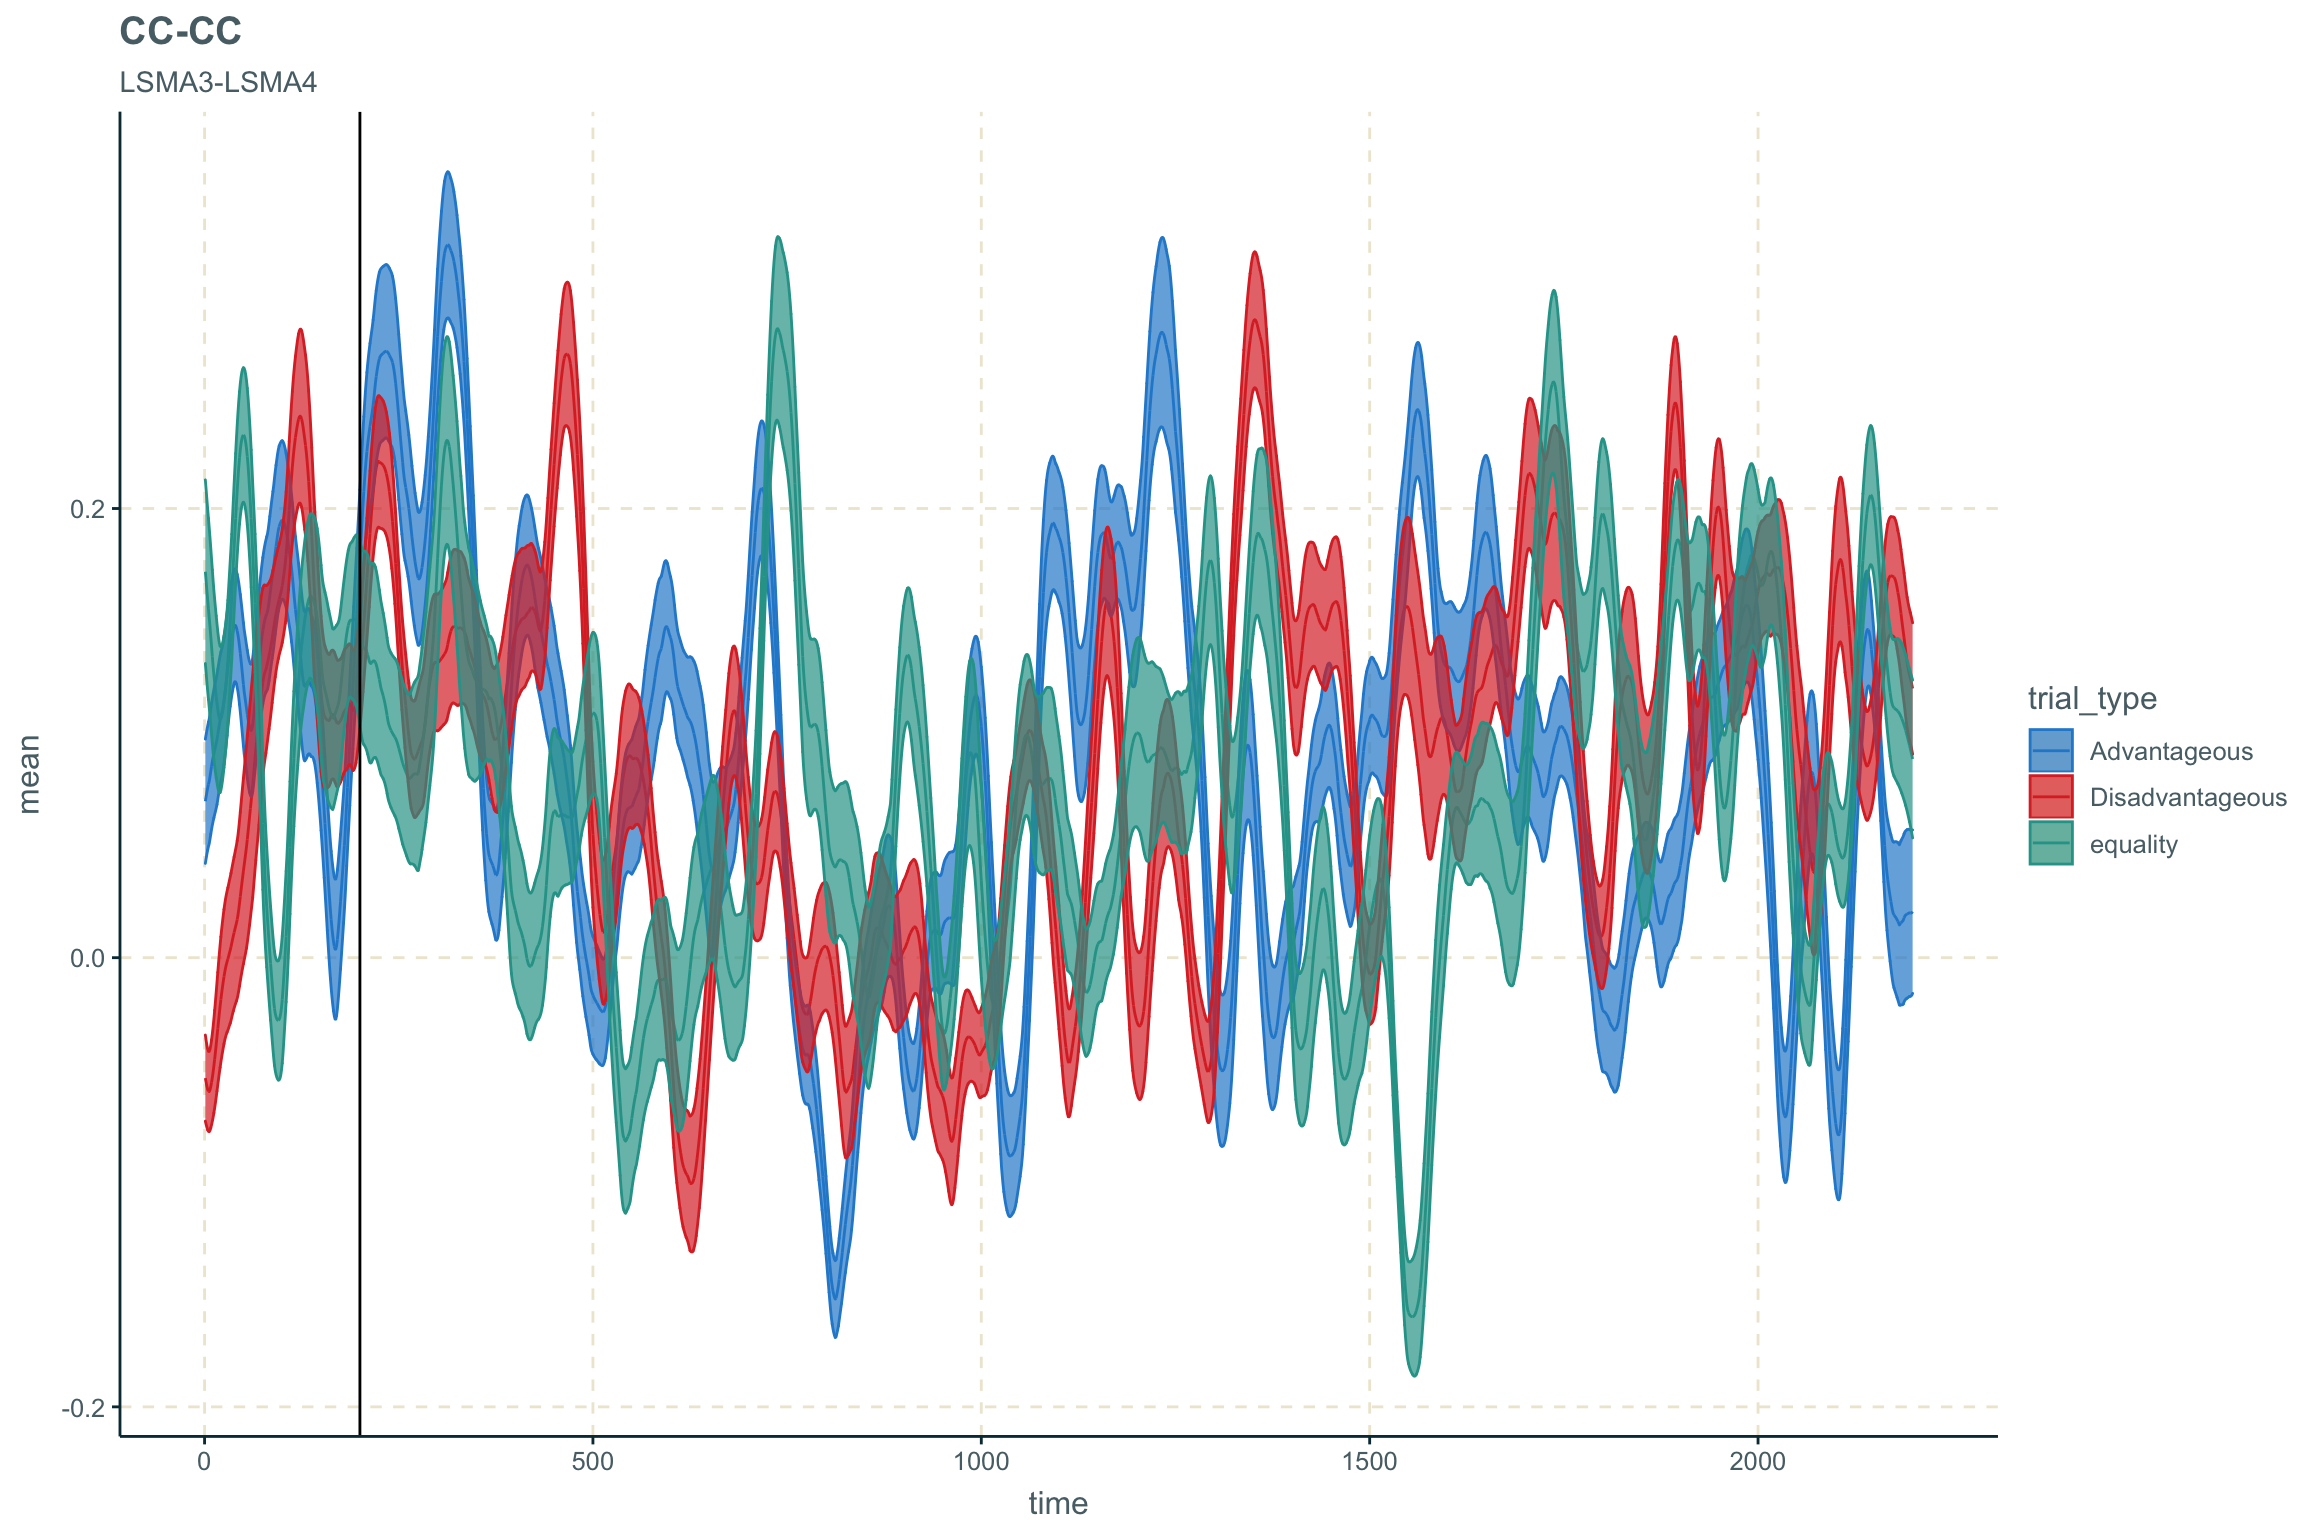 CC-CC
LSMA3-LSMA4
mean
0.2
0.0
-0.2
0
500
1000
1500
2000
time
trial_type
Advantageous
Disadvantageous
equality